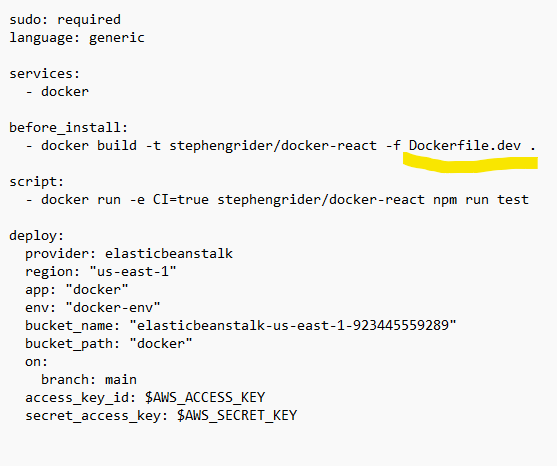 sudo: required
language: generic

services:
  - docker

before_install:
  - docker build -t stephengrider/docker-react -f Dockerfile.dev .

script:
  - docker run -e CI=true stephengrider/docker-react npm run test

deploy:
  provider: elasticbeanstalk
  region: "us-east-1"
  app: "docker"
  env: "docker-env"
  bucket_name: "elasticbeanstalk-us-east-1-923445559289"
  bucket_path: "docker"
  on:
    branch: main
  access_key_id: $AWS_ACCESS_KEY
  secret_access_key: $AWS_SECRET_KEY